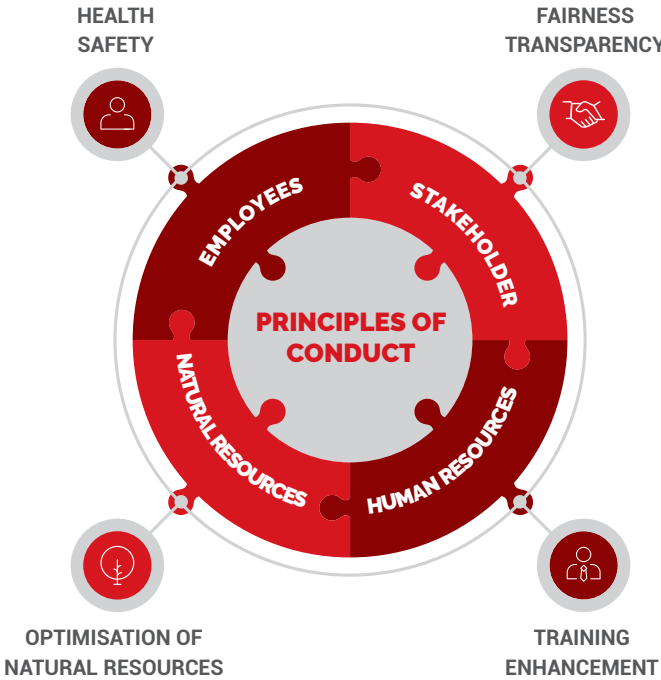 HEALTH
SAFETY
FAIRNESS
TRANSPARENCY
EMPLOYEES
STAKEHOLDER
PRINCIPLES OF
CONDUCT
NATURAL RESOURCES
HUMAN RESOURCES
OPTIMISATION OF
NATURAL RESOURCES
TRAINING
ENHANCEMENT